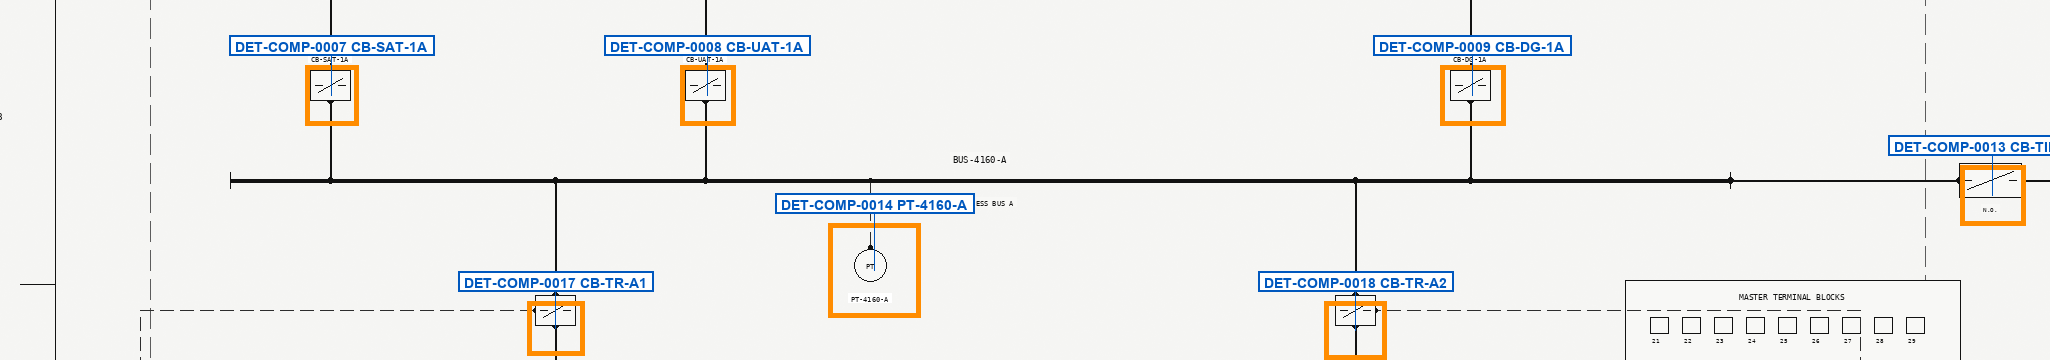 DET-COMP-0007 CB-SAT-1A
DET-COMP-0008 CB-UAT-1A
DET-COMP-0009 CB-DG-1A
CB-SAT-1A
CB-UAT-1A
CB-DG-1A
DET-COMP-0013 CB-TI
BUS-4160-A
DET-COMP-0014 PT-4160-A
ESS BUS A
N.O.
PT
DET-COMP-0017 CB-TR-A1
DET-COMP-0018 CB-TR-A2
PT-4160-A
MASTER TERMINAL BLOCKS
21 22 23 24 25 26 27 28 29